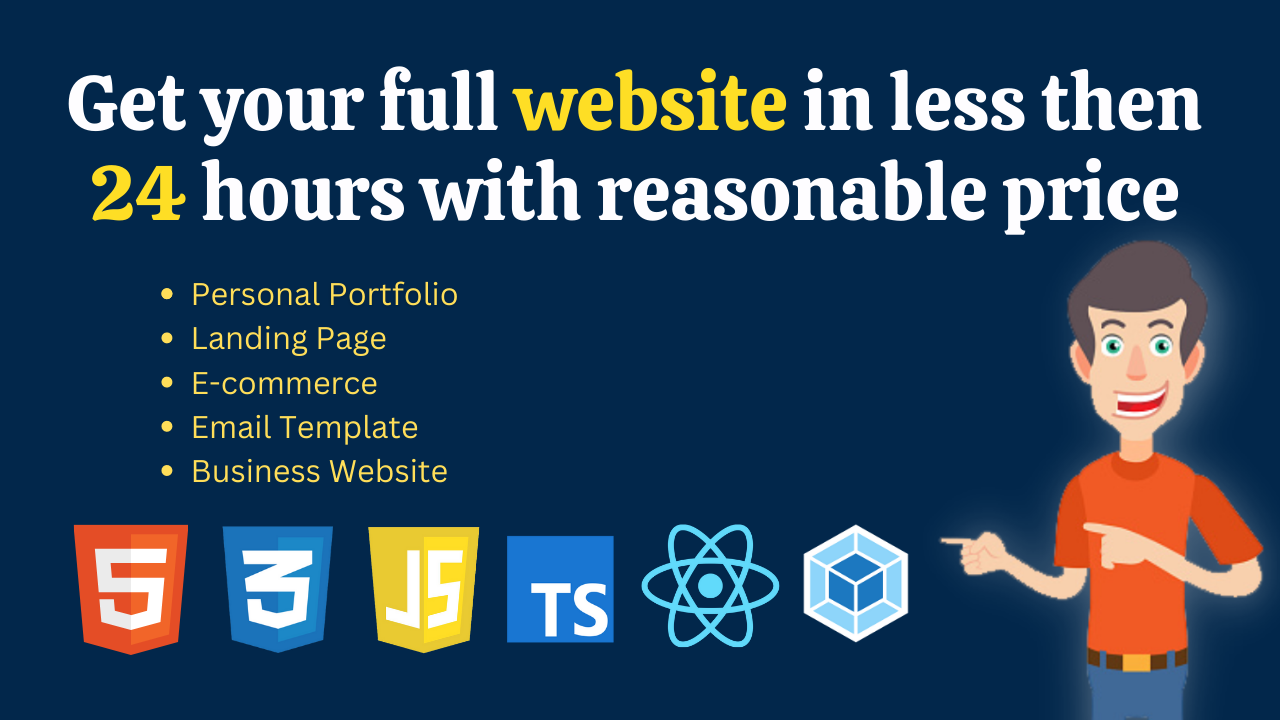 Get your full website in less then
24 hours with reasonable price
Personal Portfolio
Landing Page
E-commerce
Email Template
Business Website
5 3 JS TS